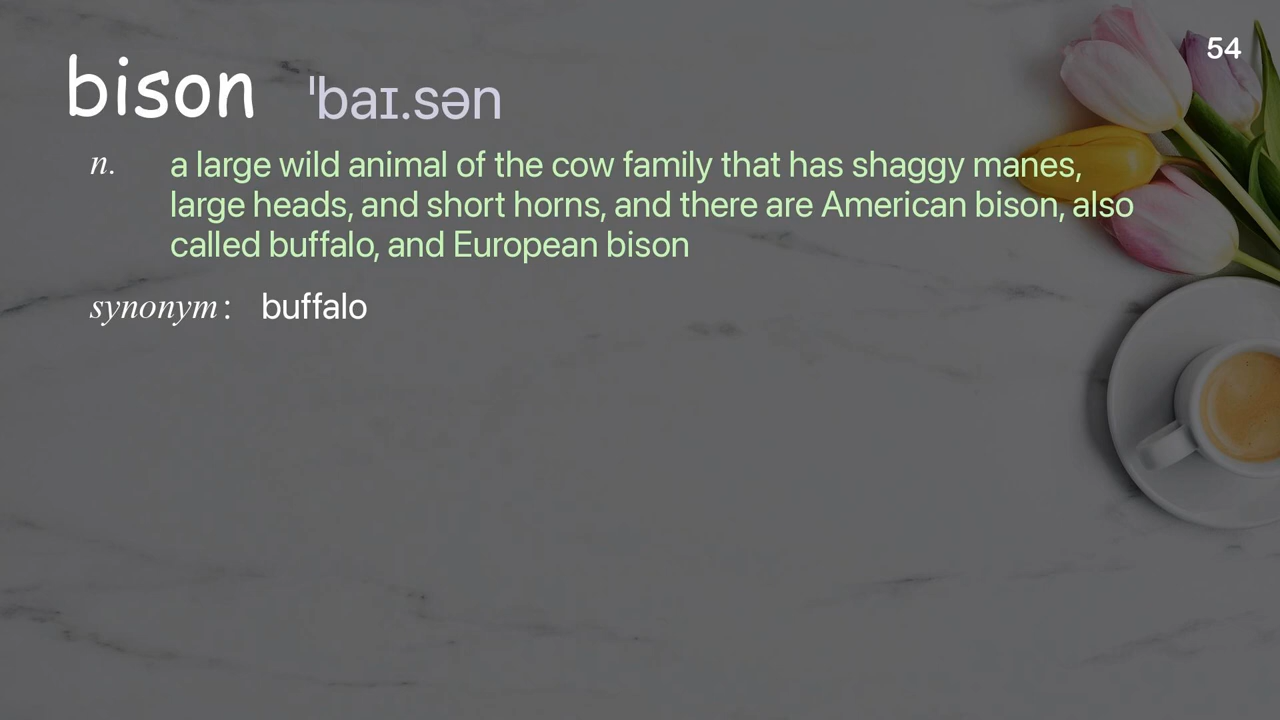 54
bison ˈbaɪ.sən
n. a large wild animal of the cow family that has shaggy manes,
large heads, and short horns, and there are American bison, also
called buffalo, and European bison
synonym: buffalo